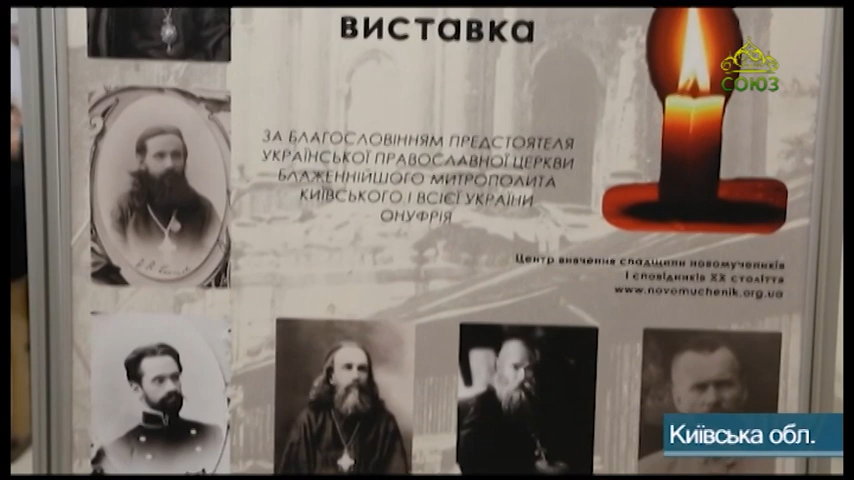 виставка
СОЮЗ
ЗА БЛАГОСЛОВІННЯМ ПРЕДСТОЯТЕЛЯ
УКРАЇНСЬКОЇ ПРАВОСЛАВНОЇ ЦЕРКВИ
БЛАЖЕННІЙШОГО МИТРОПОЛИТА
КИЇВСЬКОГО І ВСІЄЇ УКРАЇНИ
ОНУФРІЯ
Центр вивчення спадщини новомучеників
і сповідників XX століття
www.novomuchenik.org.ua
Київська обл.